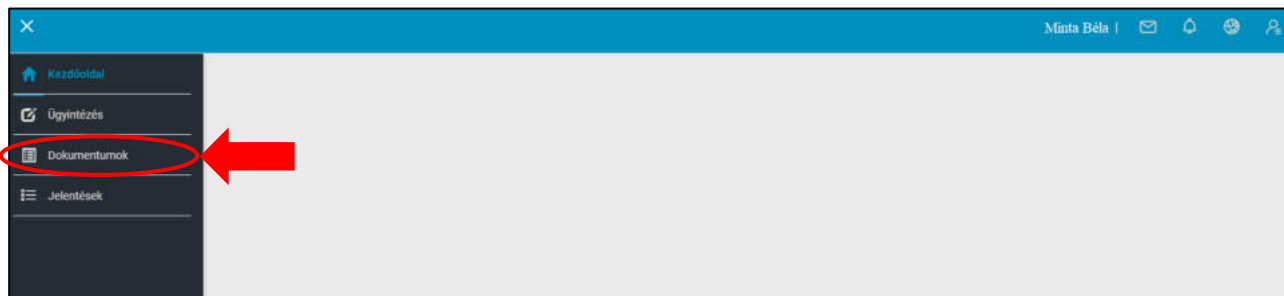 Minta Béla |
Kezdőoldal
Ügyintézés
Dokumentumok
Jelentések